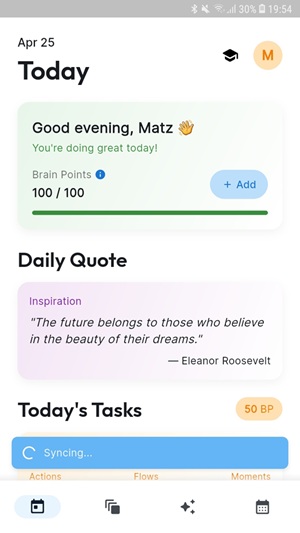 30% 19:54
Apr 25
Today
M
Good evening, Matz 👋
You're doing great today!
Brain Points
100 / 100
+ Add
Daily Quote
Inspiration
"The future belongs to those who believe
in the beauty of their dreams."
— Eleanor Roosevelt
Today's Tasks
50 BP
Syncing...
Actions Flows Moments